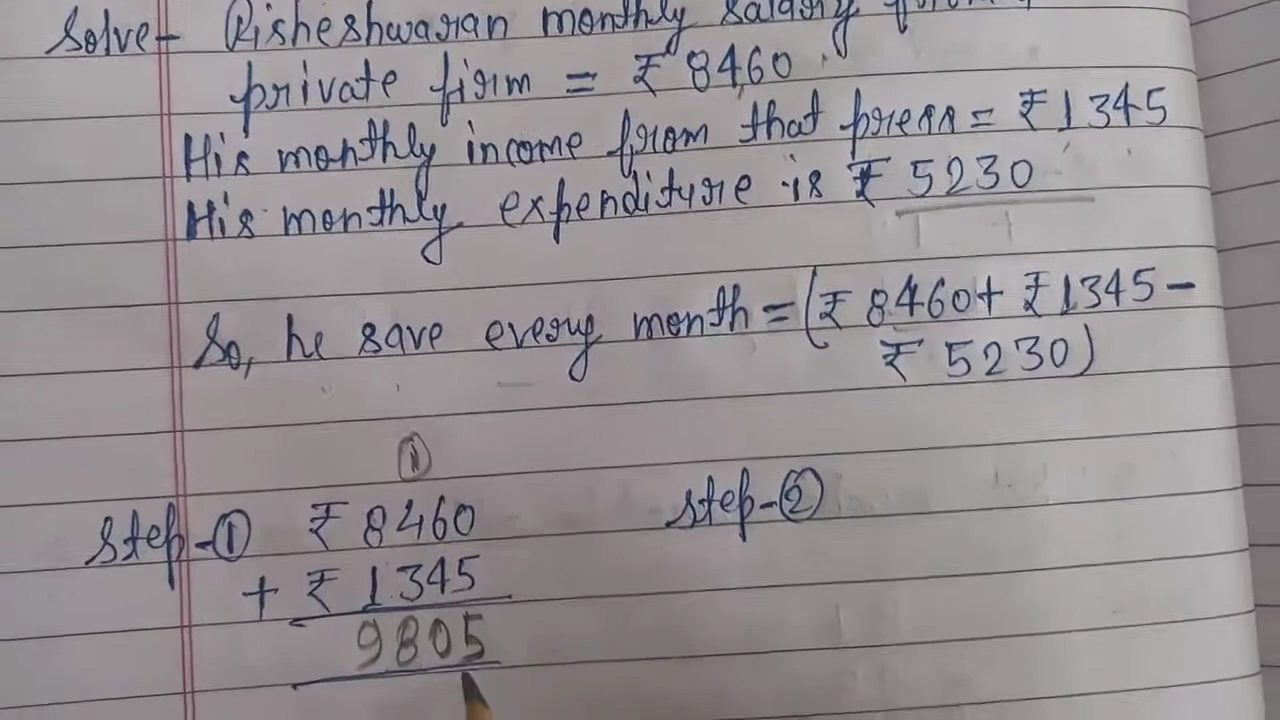 Solve- Risheshwaran monthly salary from
private firm = ₹ 8460.
His monthly income from that press = ₹ 1345
His monthly expenditure is ₹ 5230
So, he save every month = (₹ 8460 + ₹ 1345 -
₹ 5230)
①
Step-① ₹ 8460 Step-②
+ ₹ 1345
9805